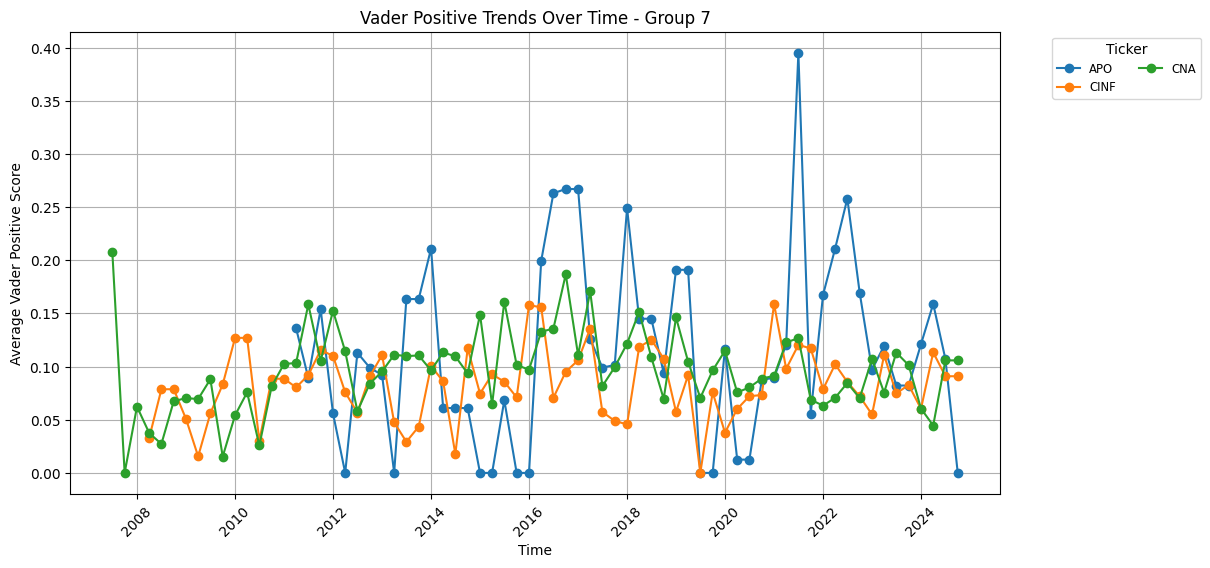 Vader Positive Trends Over Time - Group 7
Ticker
APO
CINF
CNA
Average Vader Positive Score
0.40
0.35
0.30
0.25
0.20
0.15
0.10
0.05
0.00
2008
2010
2012
2014
2016
2018
2020
2022
2024
Time